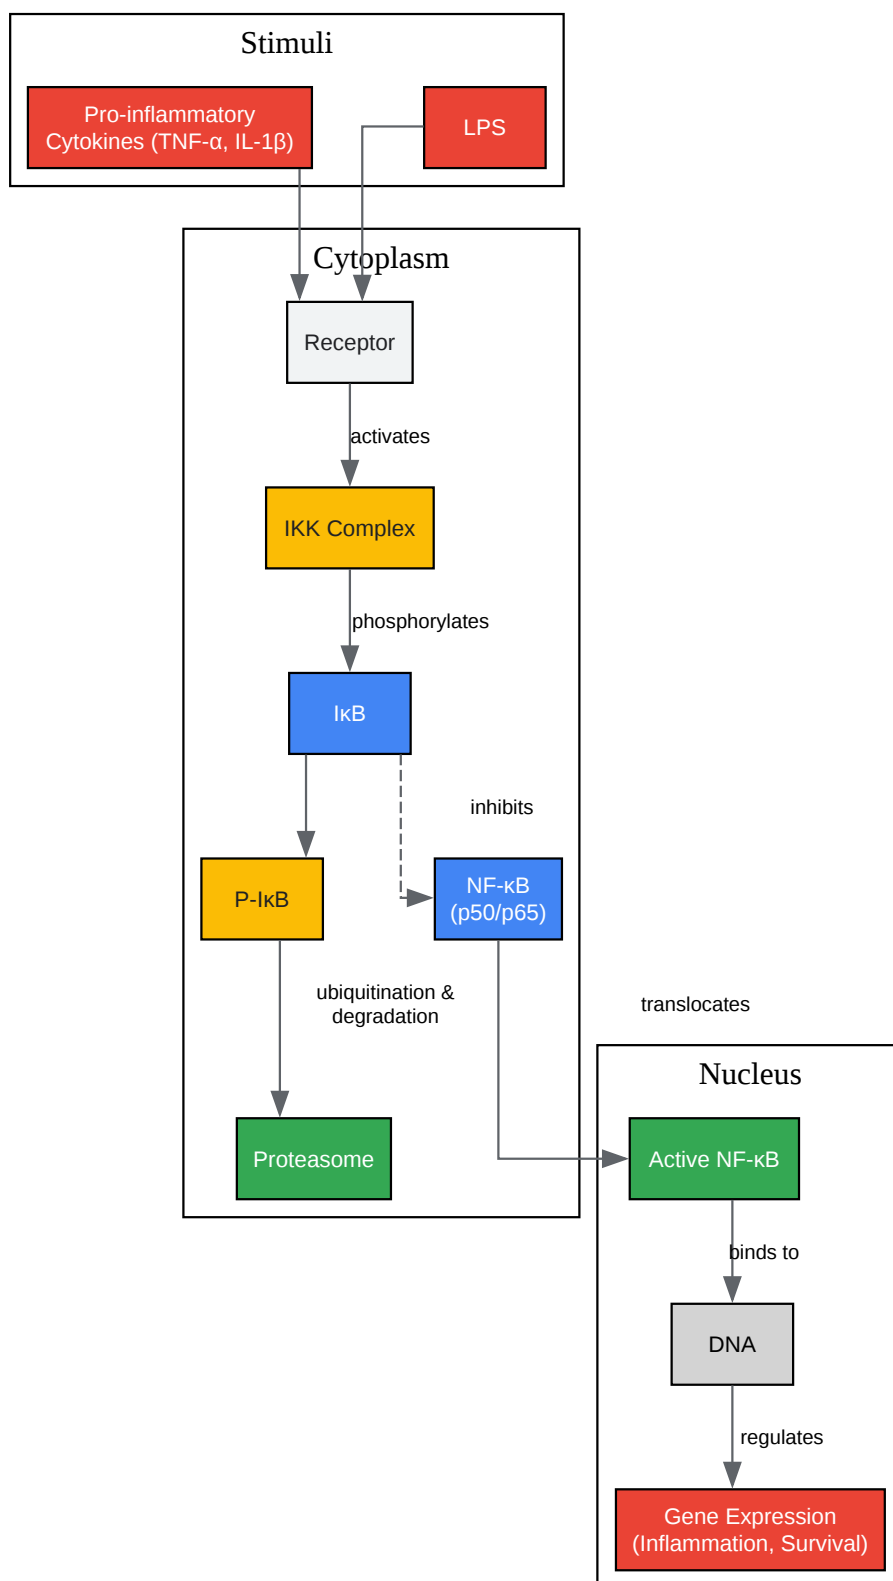 Stimuli
Pro-inflammatory
Cytokines (TNF-α, IL-1β)
LPS
Cytoplasm
Receptor
activates
IKK Complex
phosphorylates
IκB
inhibits
P-IκB
NF-κB
(p50/p65)
ubiquitination &
degradation
translocates
Nucleus
Proteasome
Active NF-κB
binds to
DNA
regulates
Gene Expression
(Inflammation, Survival)